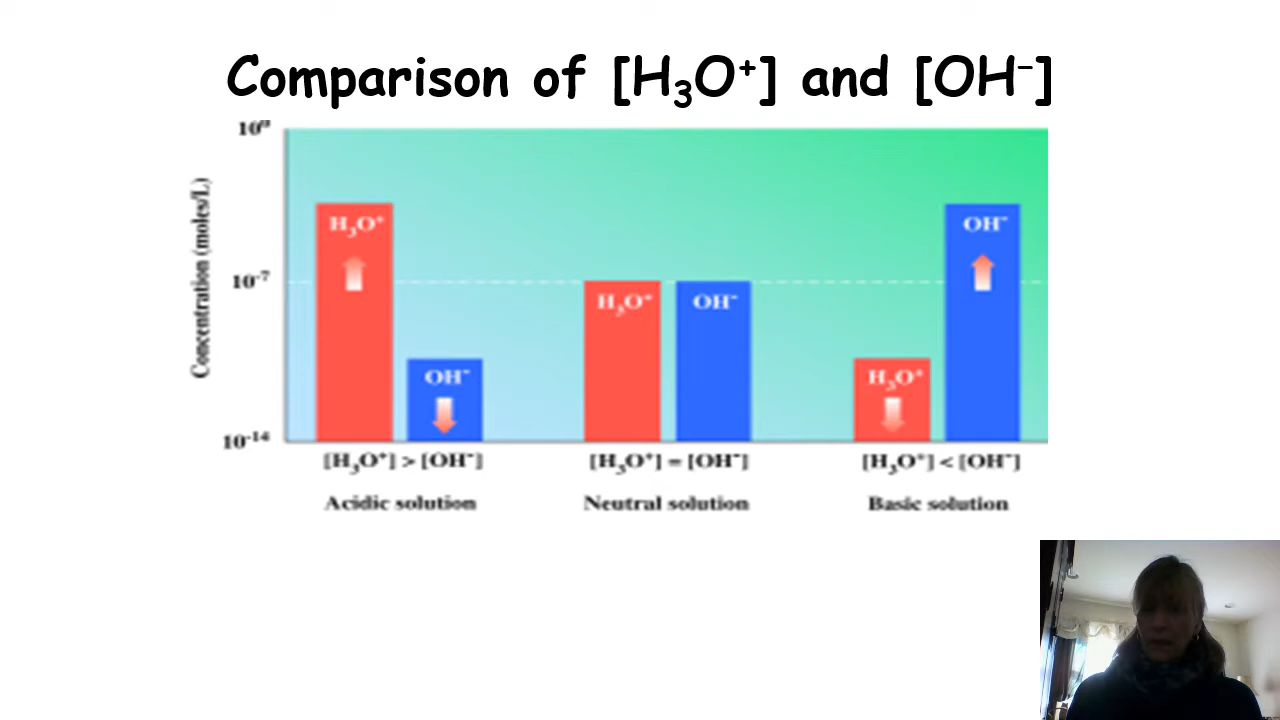 Comparison of [H₃O⁺] and [OH⁻]
10⁰
Concentration (moles/L)
10⁻⁷
10⁻¹⁴
H₃O⁺
OH⁻
H₃O⁺
OH⁻
H₃O⁺
OH⁻
[H₃O⁺] > [OH⁻]
[H₃O⁺] = [OH⁻]
[H₃O⁺] < [OH⁻]
Acidic solution
Neutral solution
Basic solution